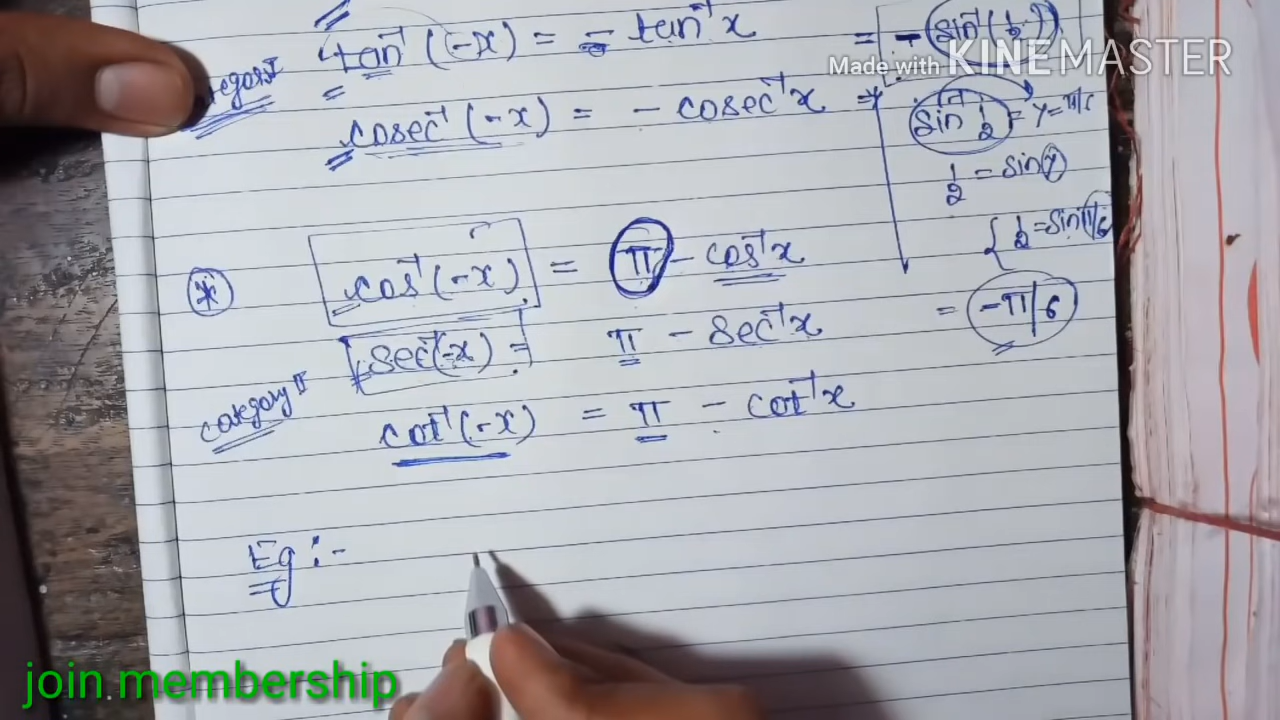 tan⁻¹(-x) = - tan⁻¹x
= - (sin⁻¹(1/2))
Made with KINEMASTER
Category I
cosec⁻¹(-x) = - cosec⁻¹x
sin⁻¹ 1/2 = y = π/6
1/2 = sin y
{ 1/2 = sin π/6
cos⁻¹(-x) = π - cos⁻¹x
= -π/6
sec⁻¹(-x) = π - sec⁻¹x
Category II
cot⁻¹(-x) = π - cot⁻¹x
Eg :-
join membership